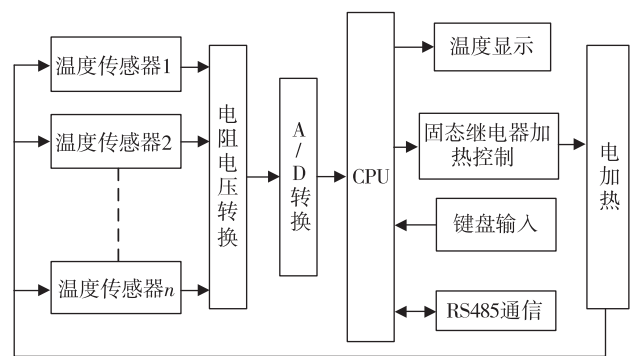 温度传感器1
温度传感器2
温度传感器n
电阻电压转换
A/D转换
CPU
温度显示
固态继电器加
热控制
键盘输入
RS485通信
电加热